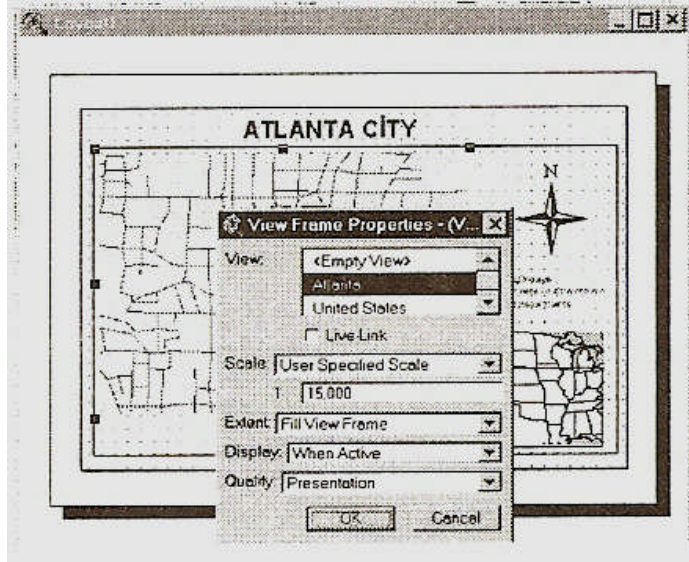 ATLANTA CİTY
N
View Frame Properties - (V...
View:
<Empty View>
Atlanta
United States
Live Link
Scale: User Specified Scale
1: 15,000
Extent: Fill View Frame
Display: When Active
Quality: Presentation
OK Cancel